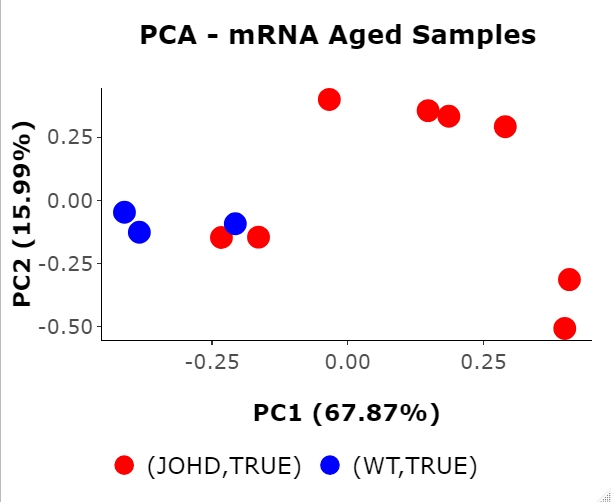 PCA - mRNA Aged Samples
PC2 (15.99%)
0.25
0.00
-0.25
-0.50
-0.25
0.00
0.25
PC1 (67.87%)
(JOHD,TRUE)
(WT,TRUE)